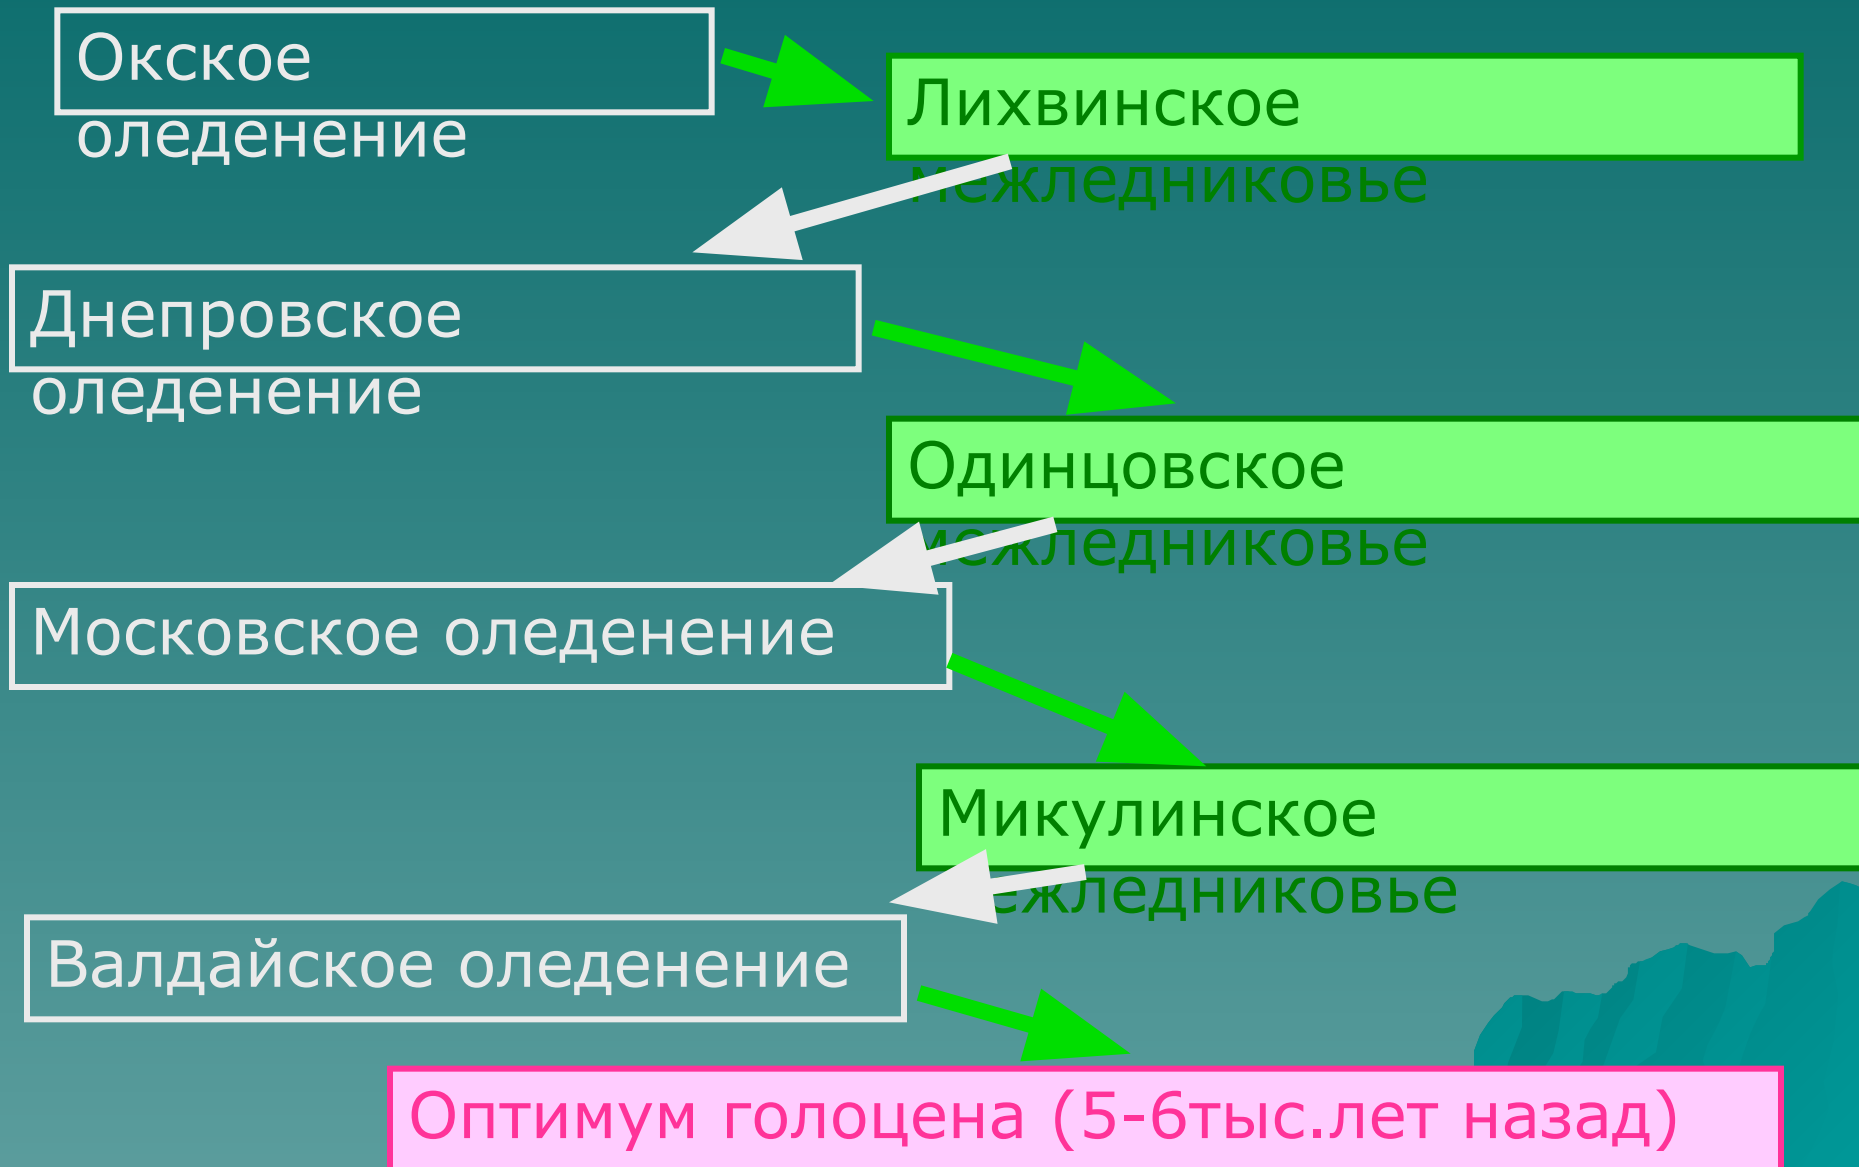 Окское
оледенение
Лихвинское
межледниковье
Днепровское
оледенение
Одинцовское
межледниковье
Московское оледенение
Микулинское
межледниковье
Валдайское оледенение
Оптимум голоцена (5-6тыс.лет назад)